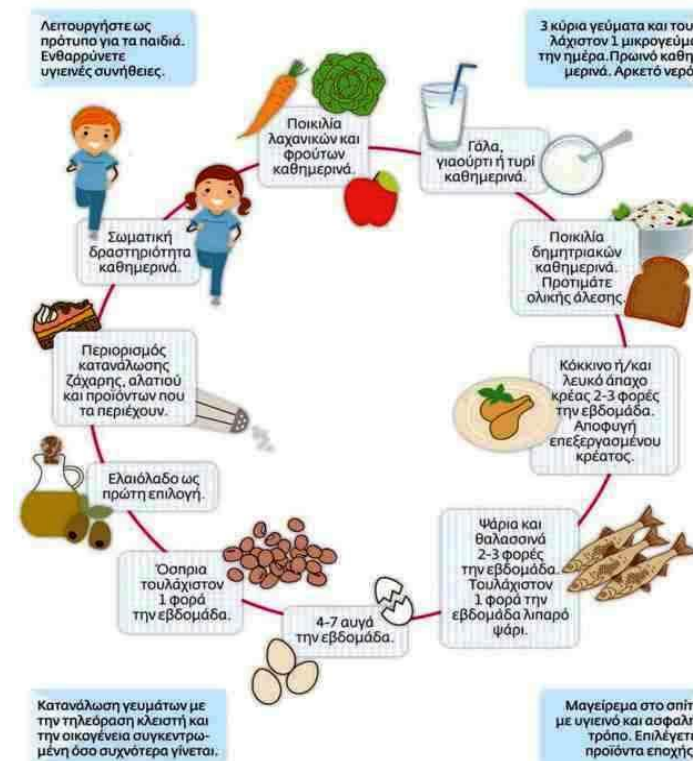 Λειτουργήστε ως
πρότυπο για τα παιδιά.
Ενθαρρύνετε
υγιεινές συνήθειες.
3 κύρια γεύματα και του
λάχιστον 1 μικρογεύμα
την ημέρα. Πρωινό καθη
μερινά. Αρκετό νερό
Ποικιλία
λαχανικών και
φρούτων
καθημερινά.
Γάλα,
γιαούρτι ή τυρί
καθημερινά.
Ποικιλία
δημητριακών
καθημερινά.
Προτιμάτε
ολικής άλεσης.
Κόκκινο ή/και
λευκό άπαχο
κρέας 2-3 φορές
την εβδομάδα.
Αποφυγή
επεξεργασμένου
κρέατος.
Ψάρια και
θαλασσινά
2-3 φορές
την εβδομάδα.
Τουλάχιστον
1 φορά την
εβδομάδα λιπαρό
ψάρι.
4-7 αυγά
την εβδομάδα.
Όσπρια
τουλάχιστον
1 φορά
την εβδομάδα.
Ελαιόλαδο ως
πρώτη επιλογή.
Περιορισμός
κατανάλωσης
ζάχαρης, αλατιού
και προϊόντων που
τα περιέχουν.
Σωματική
δραστηριότητα
καθημερινά.
Κατανάλωση γευμάτων με
την τηλεόραση κλειστή και
την οικογένεια συγκεντρω-
μένη όσο συχνότερα γίνεται.
Μαγείρεμα στο σπίτ
με υγιεινό και ασφαλή
τρόπο. Επιλέγετ
προϊόντα εποχής